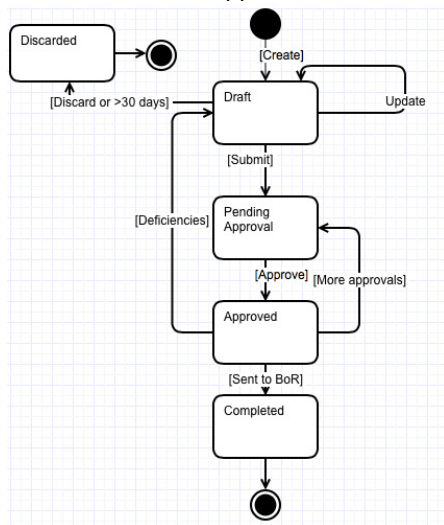 Discarded
[Create]
Draft
[Discard or >30 days]
Update
[Submit]
Pending
Approval
[Deficiencies]
[Approve]
[More approvals]
Approved
[Sent to BoR]
Completed